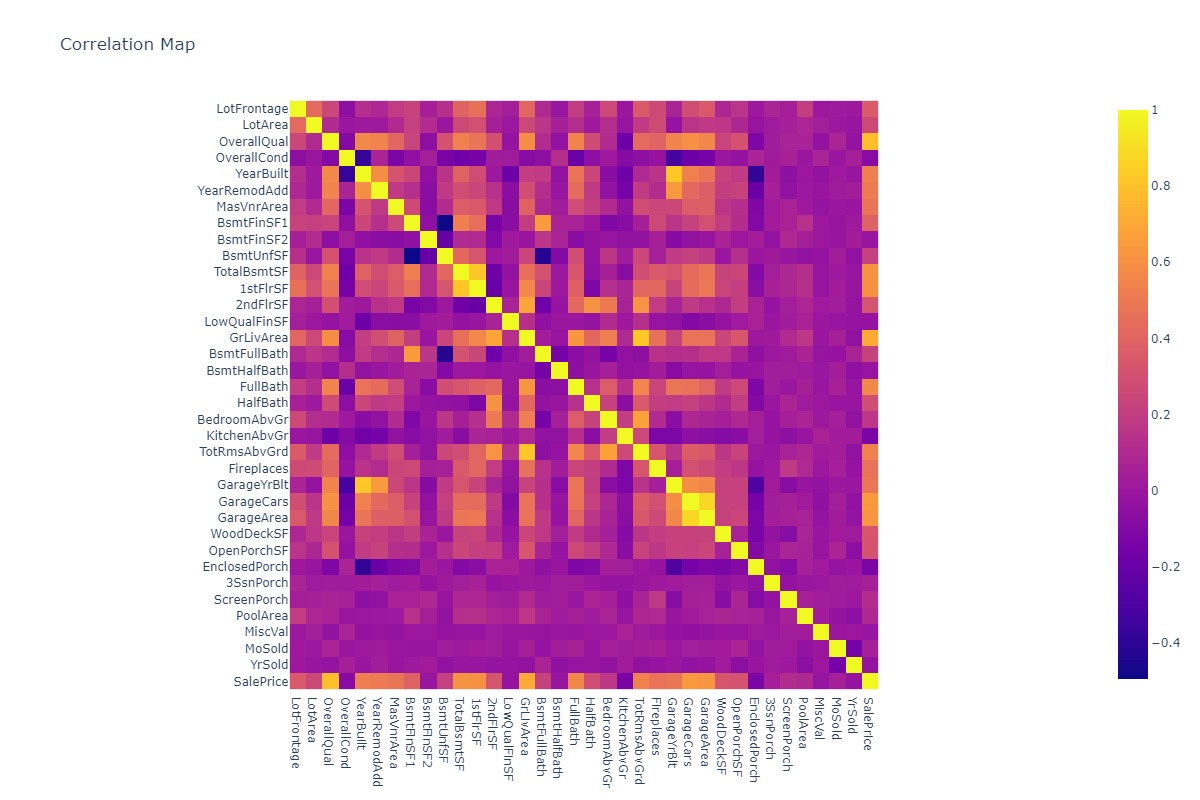 Correlation Map
LotFrontage
LotArea
OverallQual
OverallCond
YearBuilt
YearRemodAdd
MasVnrArea
BsmtFinSF1
BsmtFinSF2
BsmtUnfSF
TotalBsmtSF
1stFlrSF
2ndFlrSF
LowQualFinSF
GrLivArea
BsmtFullBath
BsmtHalfBath
FullBath
HalfBath
BedroomAbvGr
KitchenAbvGr
TotRmsAbvGrd
Fireplaces
GarageYrBlt
GarageCars
GarageArea
WoodDeckSF
OpenPorchSF
EnclosedPorch
3SsnPorch
ScreenPorch
PoolArea
MiscVal
MoSold
YrSold
SalePrice
LotFrontage
LotArea
OverallQual
OverallCond
YearBuilt
YearRemodAdd
MasVnrArea
BsmtFinSF1
BsmtFinSF2
BsmtUnfSF
TotalBsmtSF
1stFlrSF
2ndFlrSF
LowQualFinSF
GrLivArea
BsmtFullBath
BsmtHalfBath
FullBath
HalfBath
BedroomAbvGr
KitchenAbvGr
TotRmsAbvGrd
Fireplaces
GarageYrBlt
GarageCars
GarageArea
WoodDeckSF
OpenPorchSF
EnclosedPorch
3SsnPorch
ScreenPorch
PoolArea
MiscVal
MoSold
YrSold
SalePrice
1
0.8
0.6
0.4
0.2
0
−0.2
−0.4